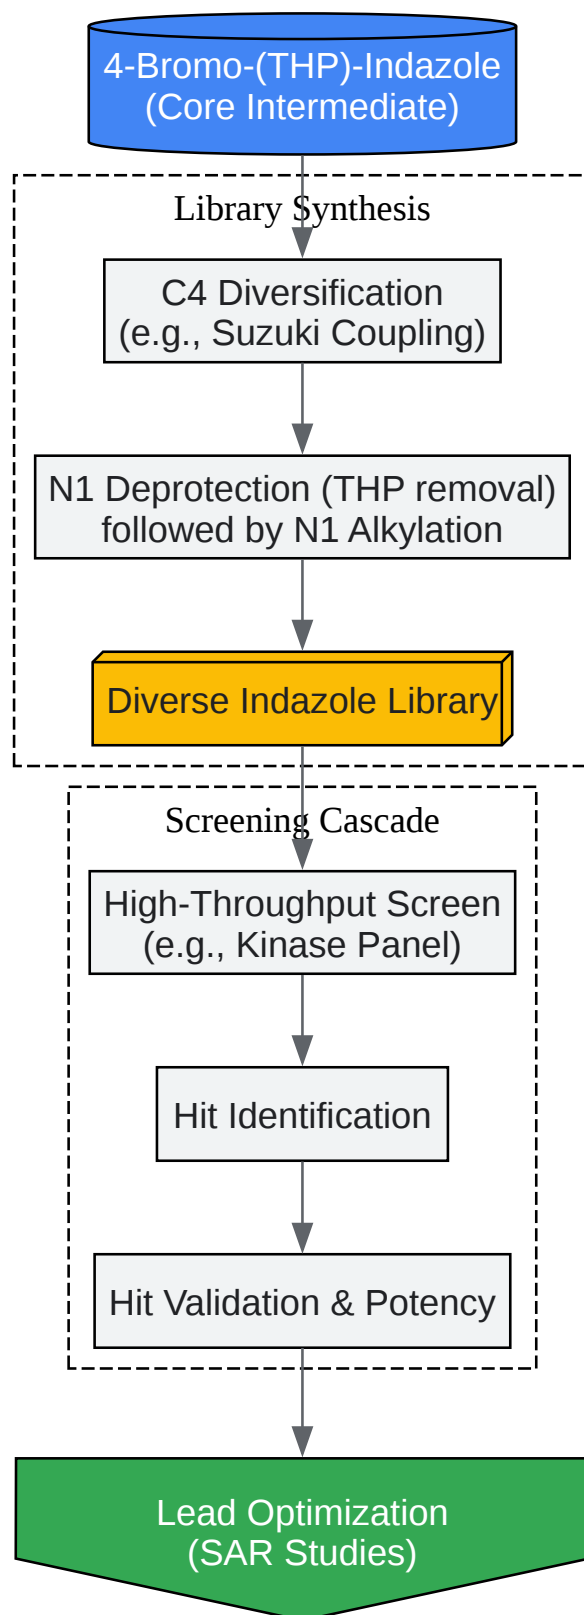 4-Bromo-(THP)-Indazole
(Core Intermediate)
Library Synthesis
C4 Diversification
(e.g., Suzuki Coupling)
N1 Deprotection (THP removal)
followed by N1 Alkylation
Diverse Indazole Library
Screening Cascade
High-Throughput Screen
(e.g., Kinase Panel)
Hit Identification
Hit Validation & Potency
Lead Optimization
(SAR Studies)